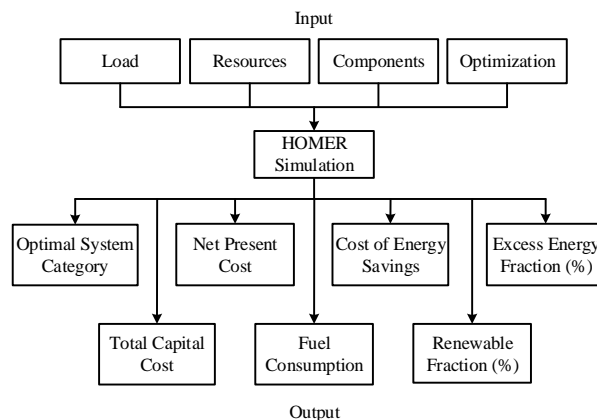 Input
Load
Resources
Components
Optimization
HOMER
Simulation
Optimal System
Category
Net Present
Cost
Cost of Energy
Savings
Excess Energy
Fraction (%)
Total Capital
Cost
Fuel
Consumption
Renewable
Fraction (%)
Output